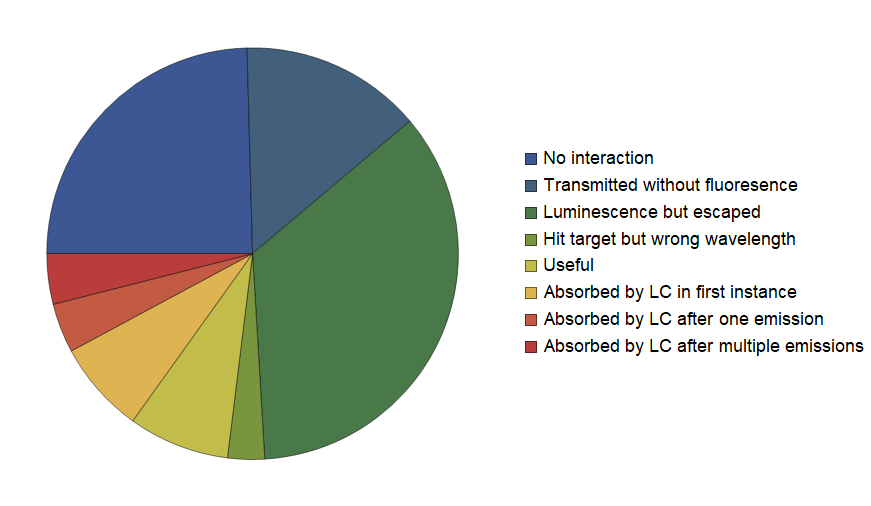 No interaction
Transmitted without fluoresence
Luminescence but escaped
Hit target but wrong wavelength
Useful
Absorbed by LC in first instance
Absorbed by LC after one emission
Absorbed by LC after multiple emissions